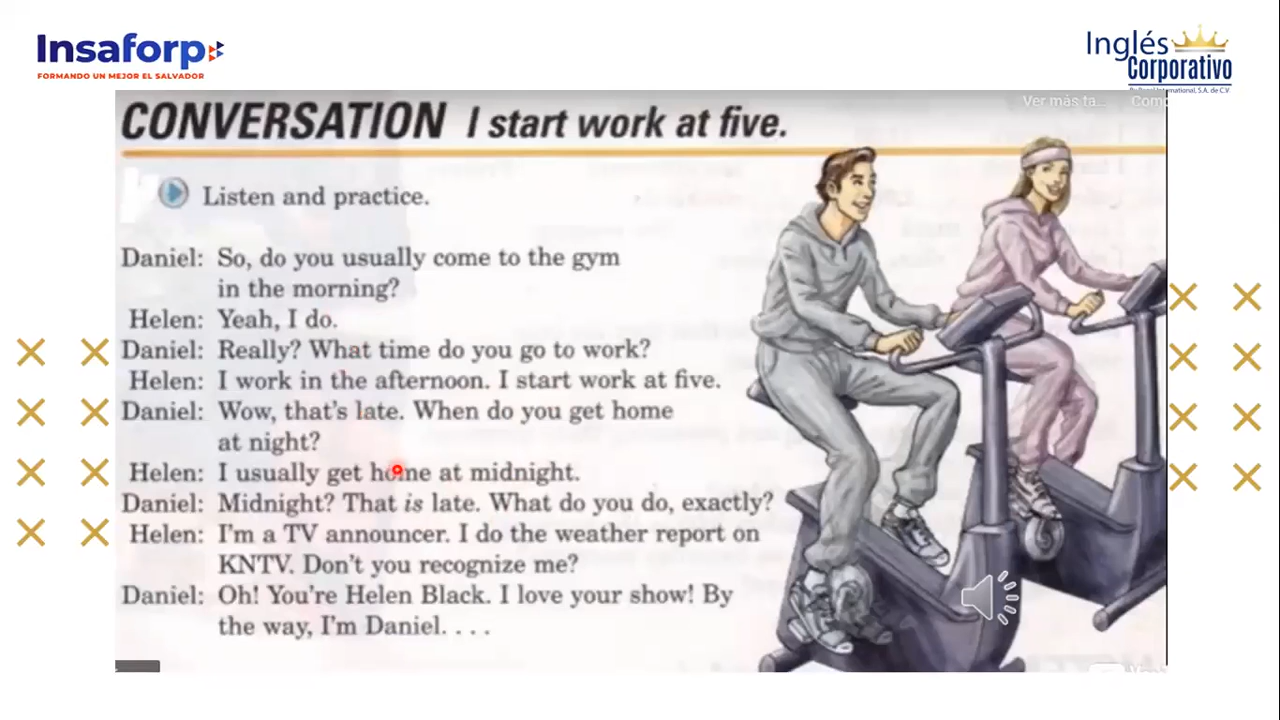 Insaforp
FORMANDO UN MEJOR EL SALVADOR
Inglés
Corporativo
Ver más ta...
CONVERSATION I start work at five.
Listen and practice.
Daniel: So, do you usually come to the gym
in the morning?
Helen: Yeah, I do.
Daniel: Really? What time do you go to work?
Helen: I work in the afternoon. I start work at five.
Daniel: Wow, that's late. When do you get home
at night?
Helen: I usually get home at midnight.
Daniel: Midnight? That is late. What do you do, exactly?
Helen: I'm a TV announcer. I do the weather report on
KNTV. Don't you recognize me?
Daniel: Oh! You're Helen Black. I love your show! By
the way, I'm Daniel. . . .